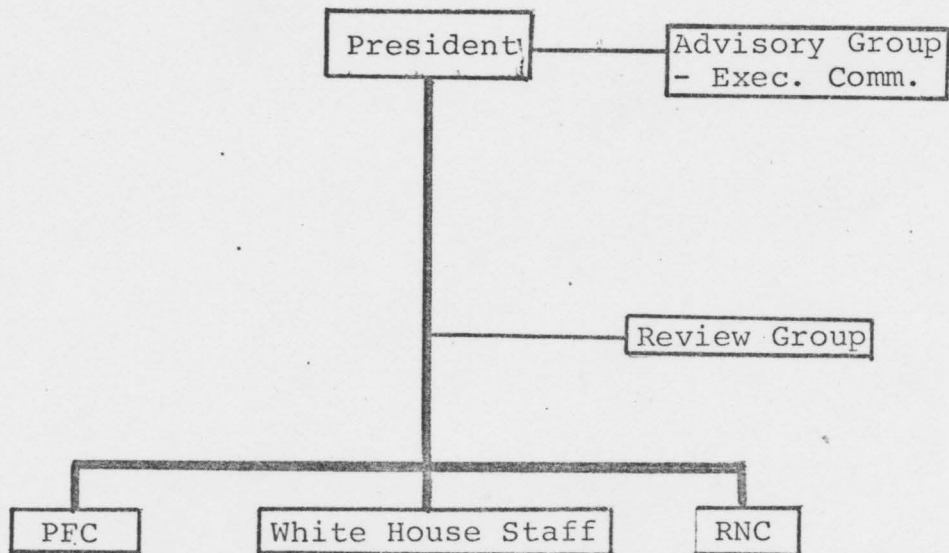 President
Advisory Group
- Exec. Comm.
Review Group
PFC
White House Staff
RNC